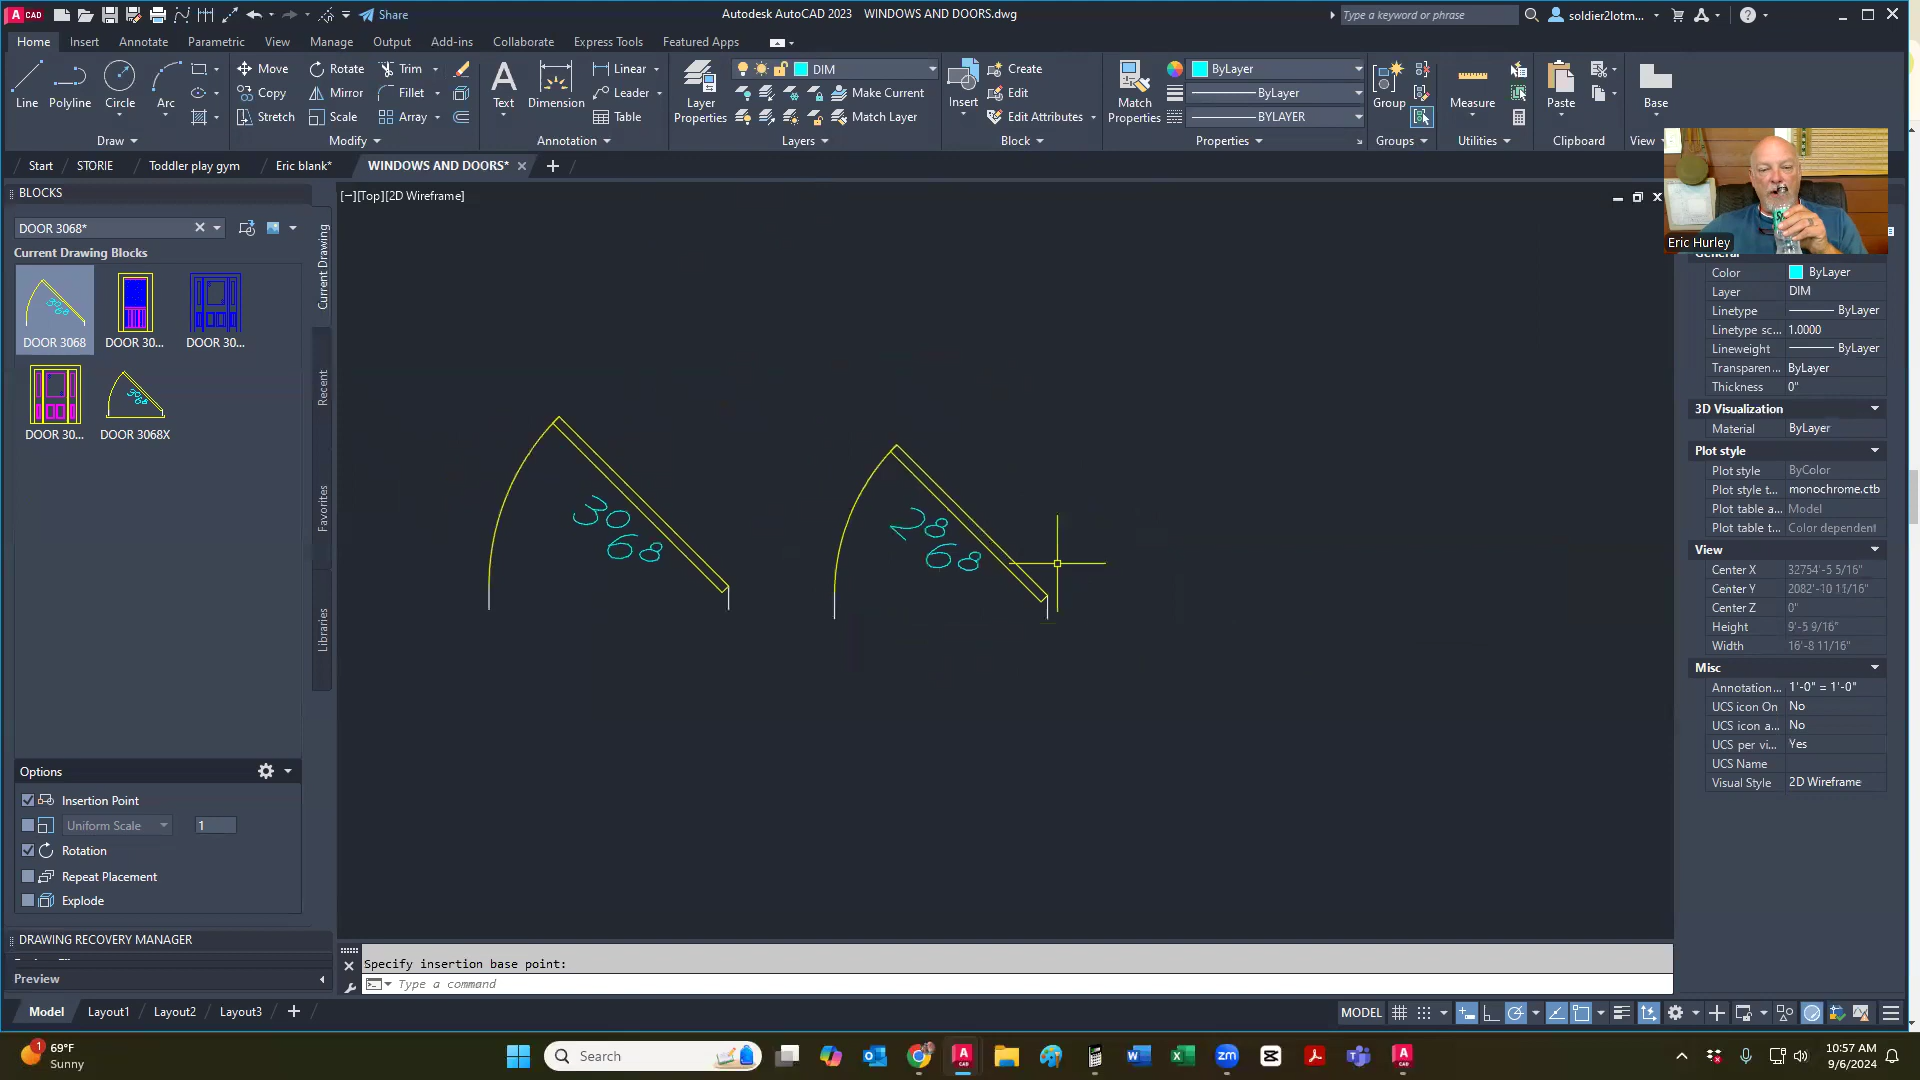 CAD
Share
Autodesk AutoCAD 2023 WINDOWS AND DOORS.dwg
Type a keyword or phrase
soldier2lotm...
Home Insert Annotate Parametric View Manage Output Add-ins Collaborate Express Tools Featured Apps
Line Polyline Circle Arc
Move Rotate Trim
Copy Mirror Fillet
Stretch Scale Array
Text Dimension
Linear
Leader
Table
Layer Properties
DIM
Make Current
Match Layer
Insert
Create
Edit
Edit Attributes
Match Properties
ByLayer
ByLayer
BYLAYER
Group Measure Paste Base
Draw Modify Annotation Layers Block Properties Groups Utilities Clipboard View
Start STORIE Toddler play gym Eric blank* WINDOWS AND DOORS*
BLOCKS
DOOR 3068*
Current Drawing Blocks
DOOR 3068 DOOR 30... DOOR 30...
DOOR 30... DOOR 3068X
Current Drawing
Recent
Favorites
Libraries
[−][Top][2D Wireframe]
30
68
28
68
Eric Hurley
General
Color ByLayer
Layer DIM
Linetype ByLayer
Linetype sc... 1.0000
Lineweight ByLayer
Transparen... ByLayer
Thickness 0"
3D Visualization
Material ByLayer
Plot style
Plot style ByColor
Plot style t... monochrome.ctb
Plot table a... Model
Plot table t... Color dependent
View
Center X 32754'-5 5/16"
Center Y 2082'-10 11/16"
Center Z 0"
Height 9'-5 9/16"
Width 16'-8 11/16"
Misc
Annotation... 1'-0" = 1'-0"
UCS icon On No
UCS icon a... No
UCS per vi... Yes
UCS Name
Visual Style 2D Wireframe
Options
Insertion Point
Uniform Scale 1
Rotation
Repeat Placement
Explode
DRAWING RECOVERY MANAGER
Preview
Specify insertion base point:
Type a command
Model Layout1 Layout2 Layout3
MODEL
1
69°F
Sunny
Search
10:57 AM
9/6/2024